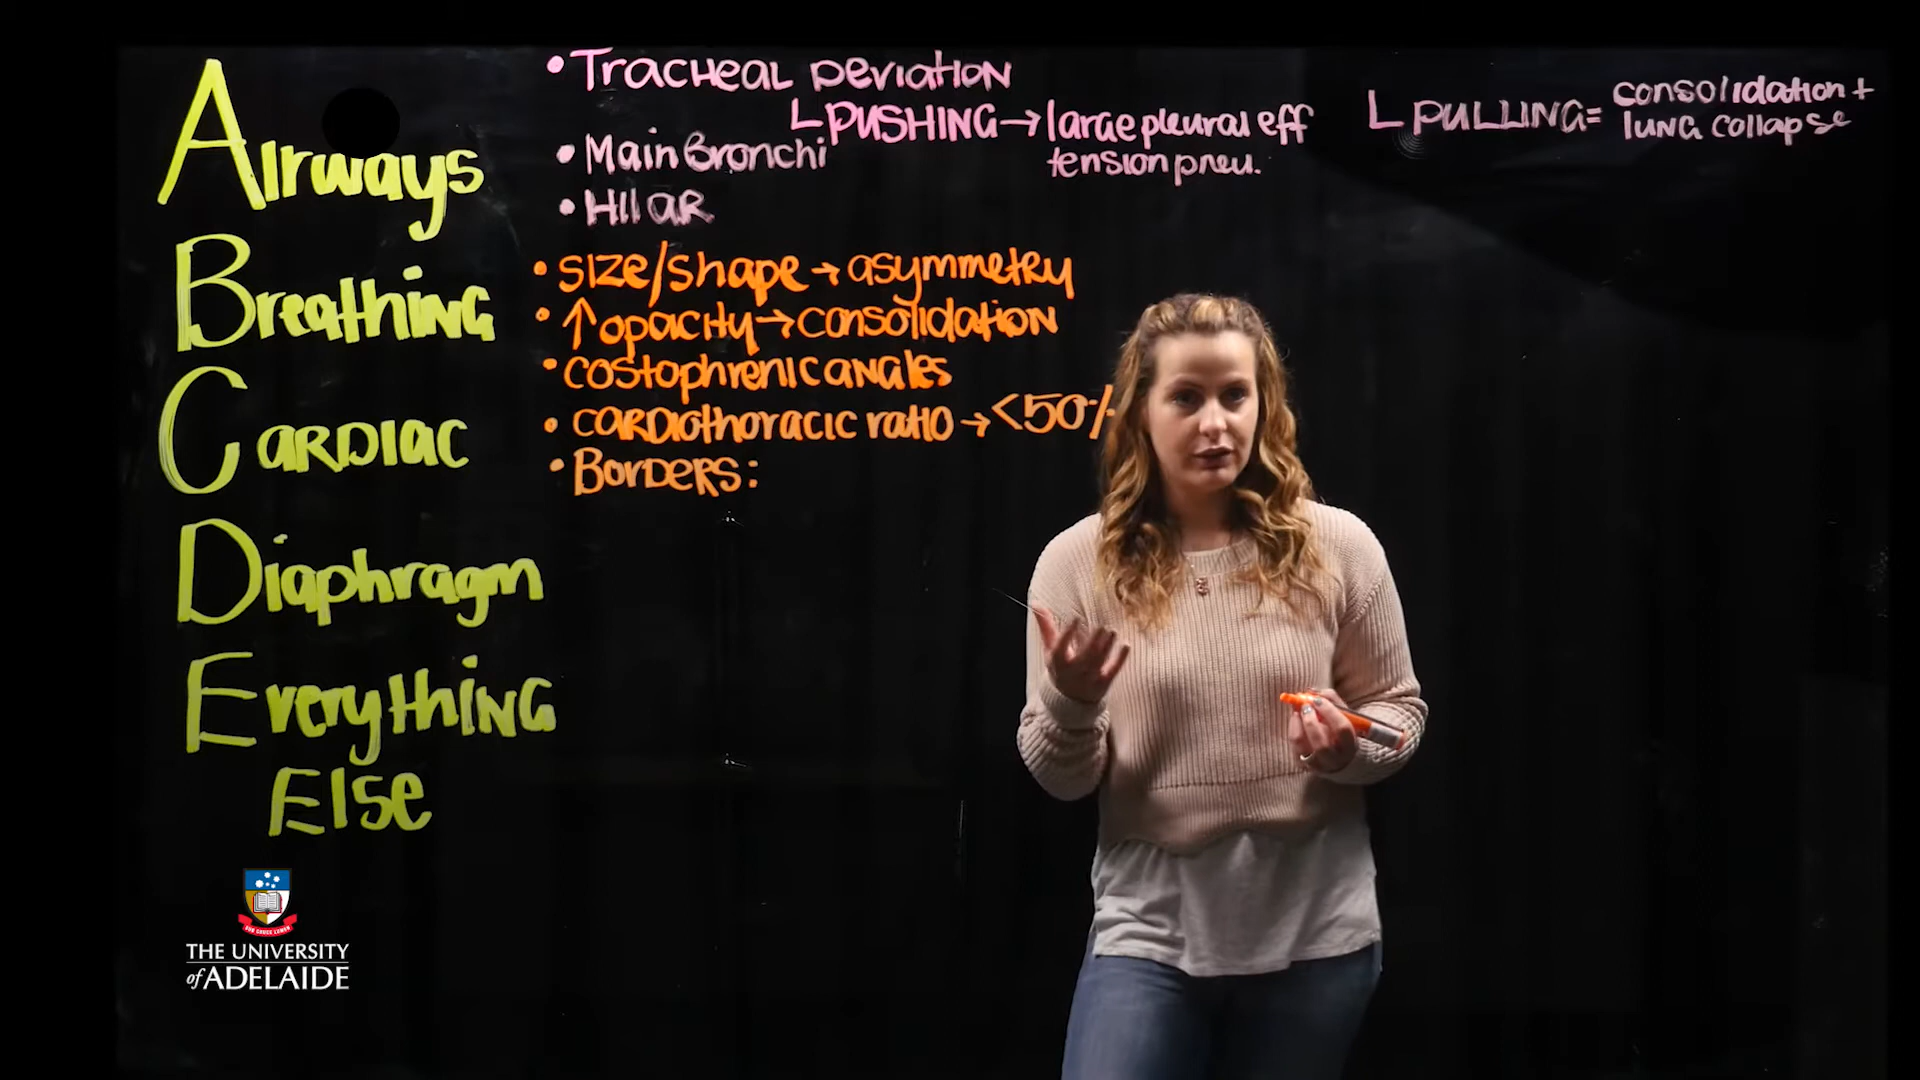 Airways
• Tracheal Deviation
L PUSHING → large pleural eff
tension pneu.
L PULLING = consolidation +
lung collapse
• Main Bronchi
• Hilar
Breathing
• size/shape → asymmetry
• ↑ opacity → consolidation
• costophrenic angles
Cardiac
• cardiothoracic ratio → <50%
• Borders:
Diaphragm
Everything
Else
THE UNIVERSITY
of ADELAIDE